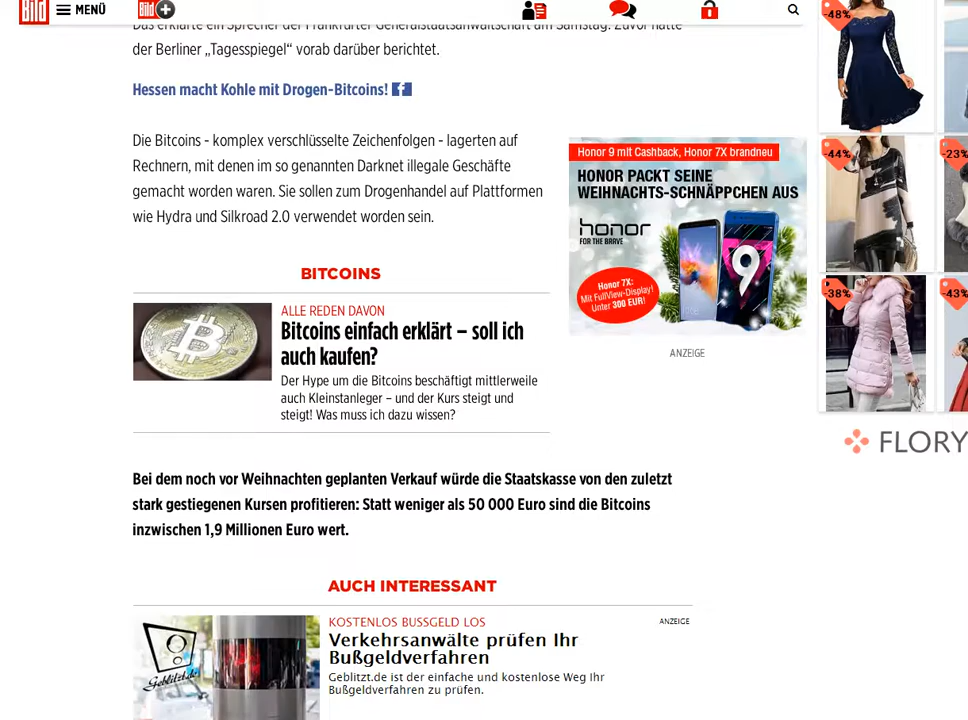 Bild
MENÜ
Bild
Das erklärte ein Sprecher der Frankfurter Generalstaatsanwaltschaft am Samstag. Zuvor hatte
der Berliner „Tagesspiegel“ vorab darüber berichtet.
Hessen macht Kohle mit Drogen-Bitcoins!
Die Bitcoins - komplex verschlüsselte Zeichenfolgen - lagerten auf
Rechnern, mit denen im so genannten Darknet illegale Geschäfte
gemacht worden waren. Sie sollen zum Drogenhandel auf Plattformen
wie Hydra und Silkroad 2.0 verwendet worden sein.
BITCOINS
ALLE REDEN DAVON
Bitcoins einfach erklärt – soll ich
auch kaufen?
Der Hype um die Bitcoins beschäftigt mittlerweile
auch Kleinstanleger – und der Kurs steigt und
steigt! Was muss ich dazu wissen?
Bei dem noch vor Weihnachten geplanten Verkauf würde die Staatskasse von den zuletzt
stark gestiegenen Kursen profitieren: Statt weniger als 50 000 Euro sind die Bitcoins
inzwischen 1,9 Millionen Euro wert.
AUCH INTERESSANT
KOSTENLOS BUSSGELD LOS
ANZEIGE
Verkehrsanwälte prüfen Ihr
Bußgeldverfahren
Geblitzt.de ist der einfache und kostenlose Weg Ihr
Bußgeldverfahren zu prüfen.
Geblitzt.de
Honor 9 mit Cashback, Honor 7X brandneu
HONOR PACKT SEINE
WEIHNACHTS-SCHNÄPPCHEN AUS
honor
FOR THE BRAVE
9
Honor 7X:
Mit FullView-Display!
Unter 300 EUR!
ANZEIGE
-48%
-44%
-23%
-38%
-43%
FLORY